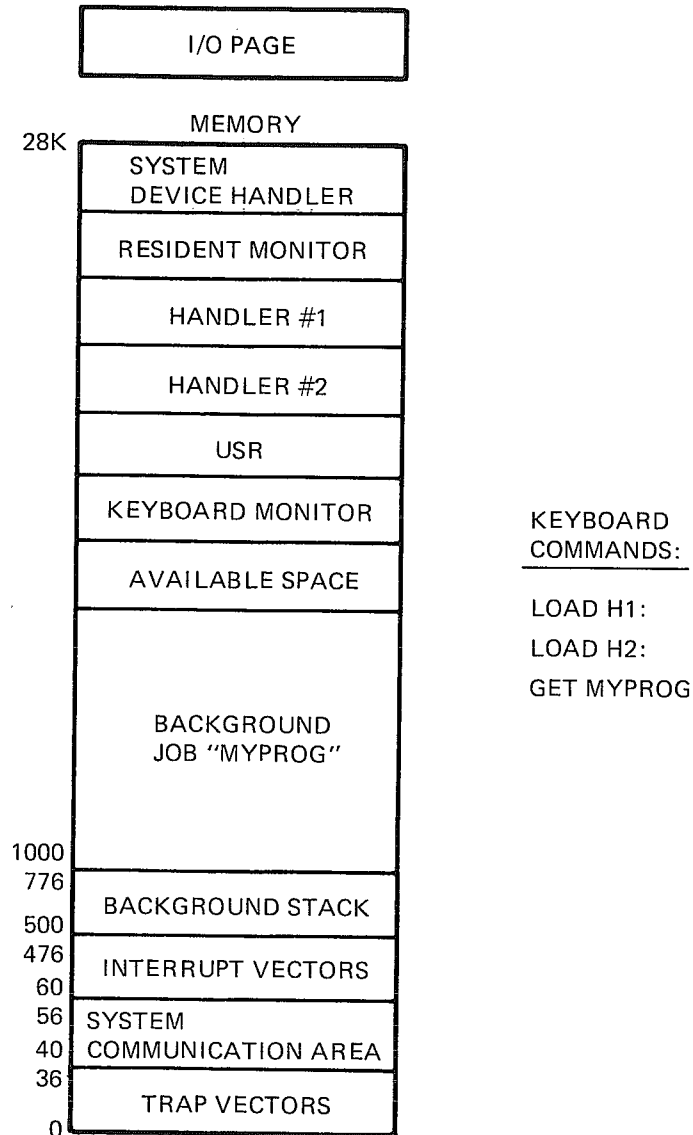 I/O PAGE
MEMORY
28K
SYSTEM
DEVICE HANDLER
RESIDENT MONITOR
HANDLER #1
HANDLER #2
USR
KEYBOARD MONITOR
AVAILABLE SPACE
BACKGROUND
JOB "MYPROG"
1000
776
BACKGROUND STACK
500
476
INTERRUPT VECTORS
60
56
SYSTEM
40
COMMUNICATION AREA
36
TRAP VECTORS
0
KEYBOARD
COMMANDS:
LOAD H1:
LOAD H2:
GET MYPROG